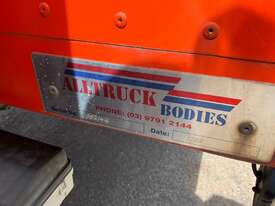 ALLTRUCK
BODIES
PHONE: (03) 9791 2144
Date: